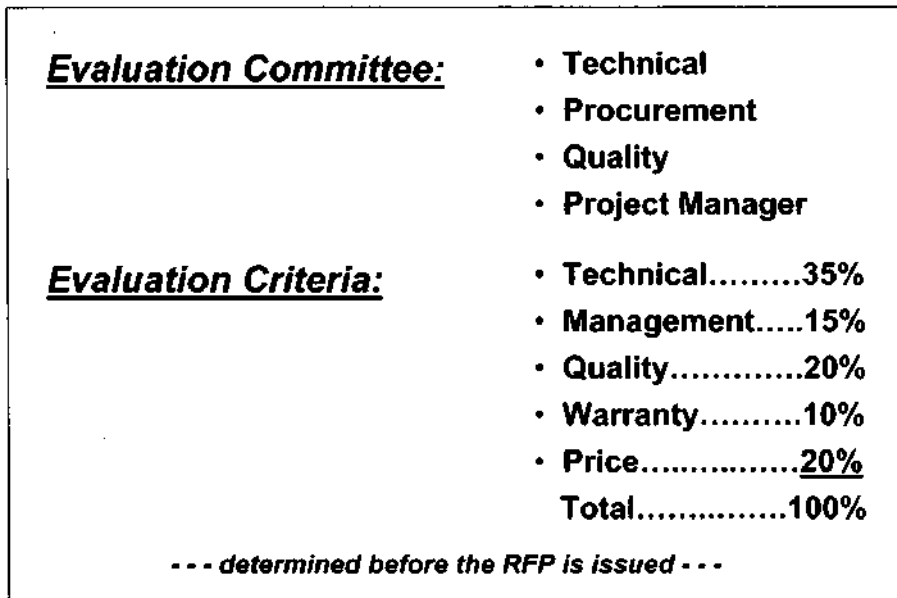 Evaluation Committee:
• Technical
• Procurement
• Quality
• Project Manager
Evaluation Criteria:
• Technical.........35%
• Management.....15%
• Quality.............20%
• Warranty..........10%
• Price................20%
Total...............100%
- - - determined before the RFP is issued - - -